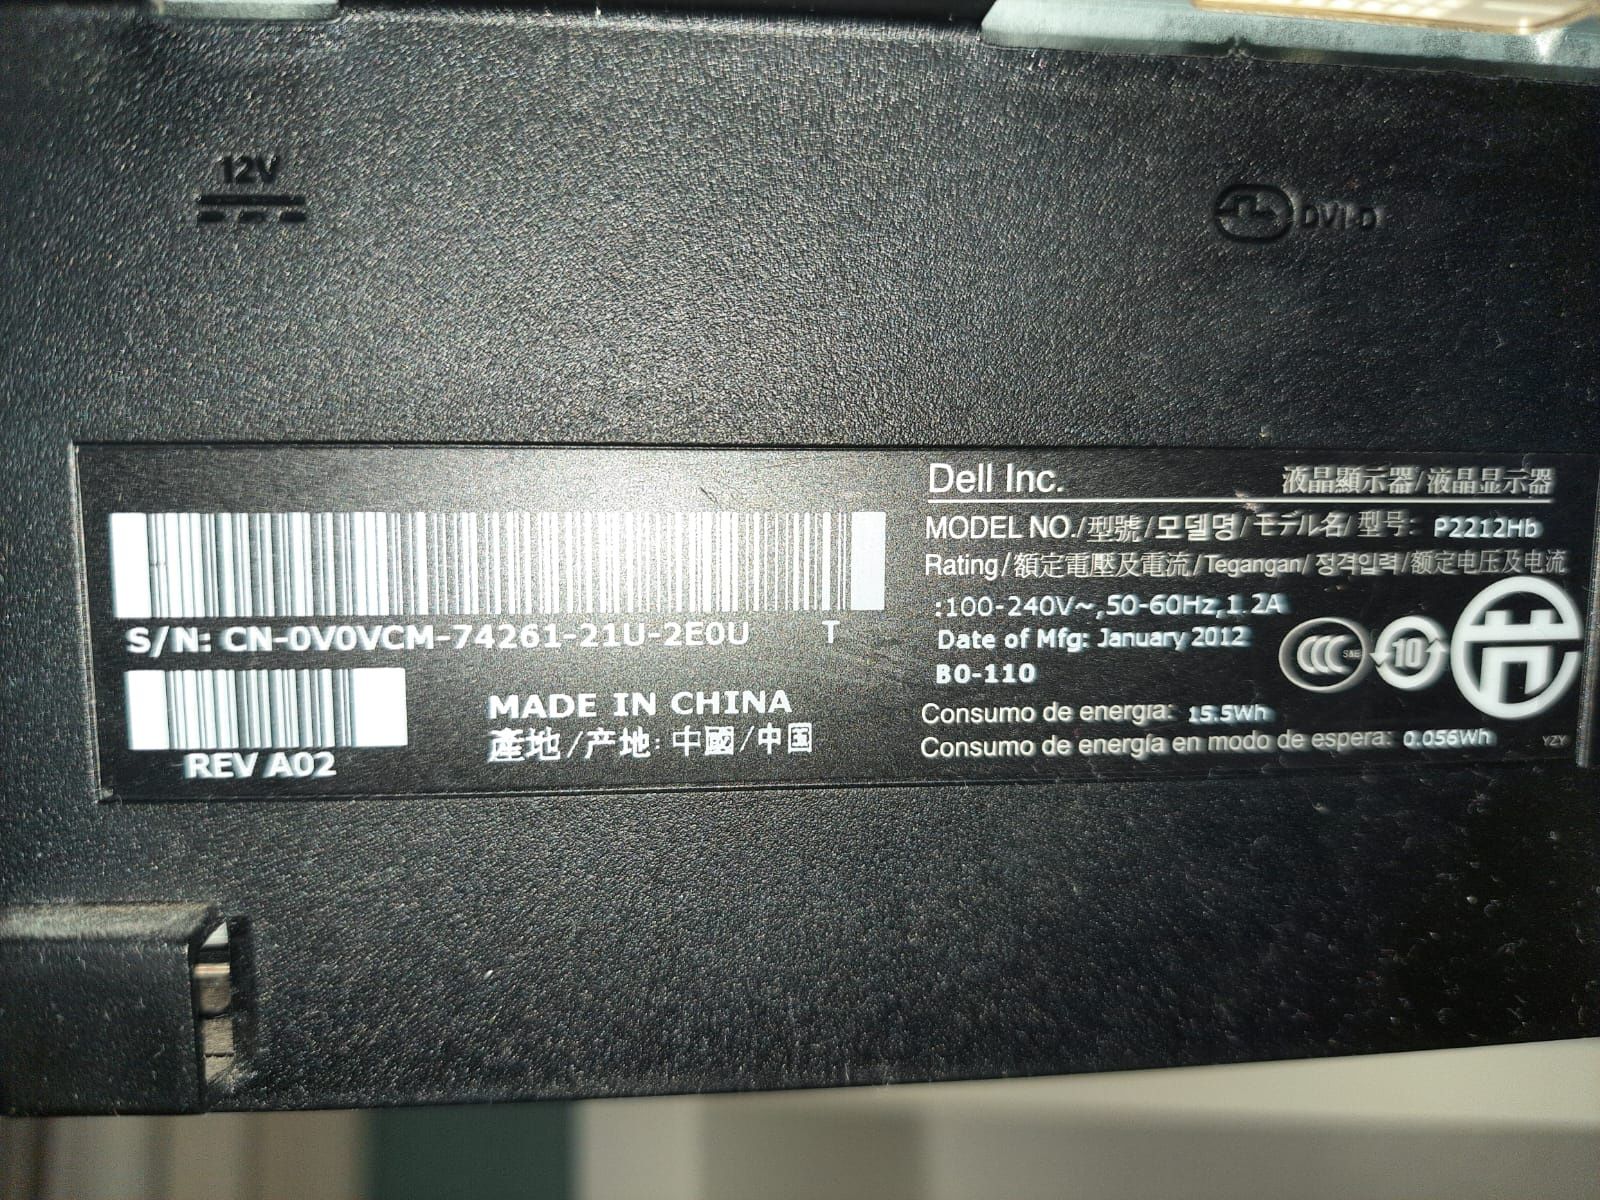 12V
DVI-D
Dell Inc. 液晶顯示器/液晶显示器
MODEL NO./型號/모델명/モデル名/型号: P2212Hb
Rating/額定電壓及電流/Tegangan/정격입력/额定电压及电流
:100-240V~,50-60Hz,1.2A
Date of Mfg: January 2012
B0-110
Consumo de energía: 15.5Wh
Consumo de energía en modo de espera: 0.056Wh
YZY
CCC
S&E
10
S/N: CN-0V0VCM-74261-21U-2E0U T
REV A02
MADE IN CHINA
產地/产地: 中國/中国